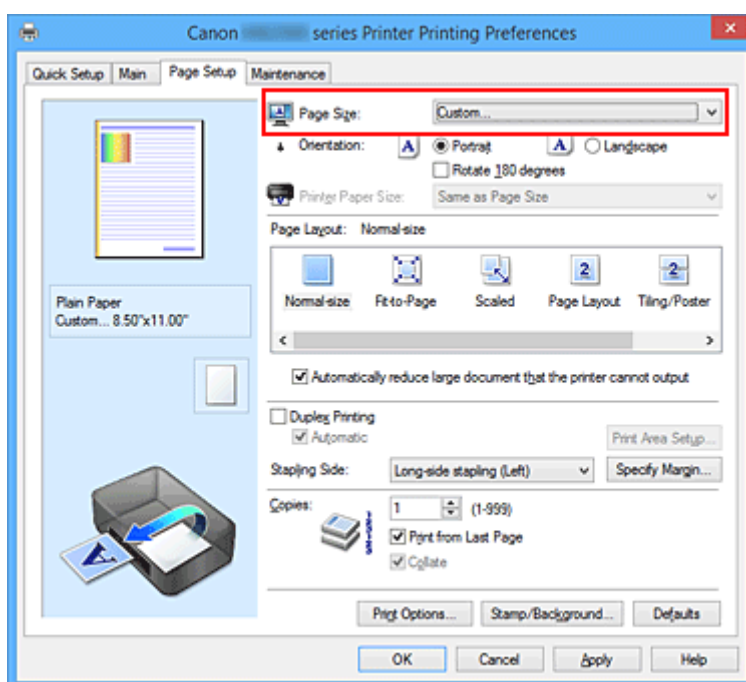 Canon series Printer Printing Preferences
Quick Setup Main Page Setup Maintenance
Page Size: Custom...
Orientation: A Portrait A Landscape
Rotate 180 degrees
Printer Paper Size: Same as Page Size
Page Layout: Normal-size
2 2
Normal-size Fit-to-Page Scaled Page Layout Tiling/Poster
Plain Paper
Custom... 8.50"x11.00"
Automatically reduce large document that the printer cannot output
Duplex Printing
Automatic
Print Area Setup...
Stapling Side: Long-side stapling (Left) Specify Margin...
Copies: 1 (1-999)
Print from Last Page
Collate
A
Print Options... Stamp/Background... Defaults
OK Cancel Apply Help